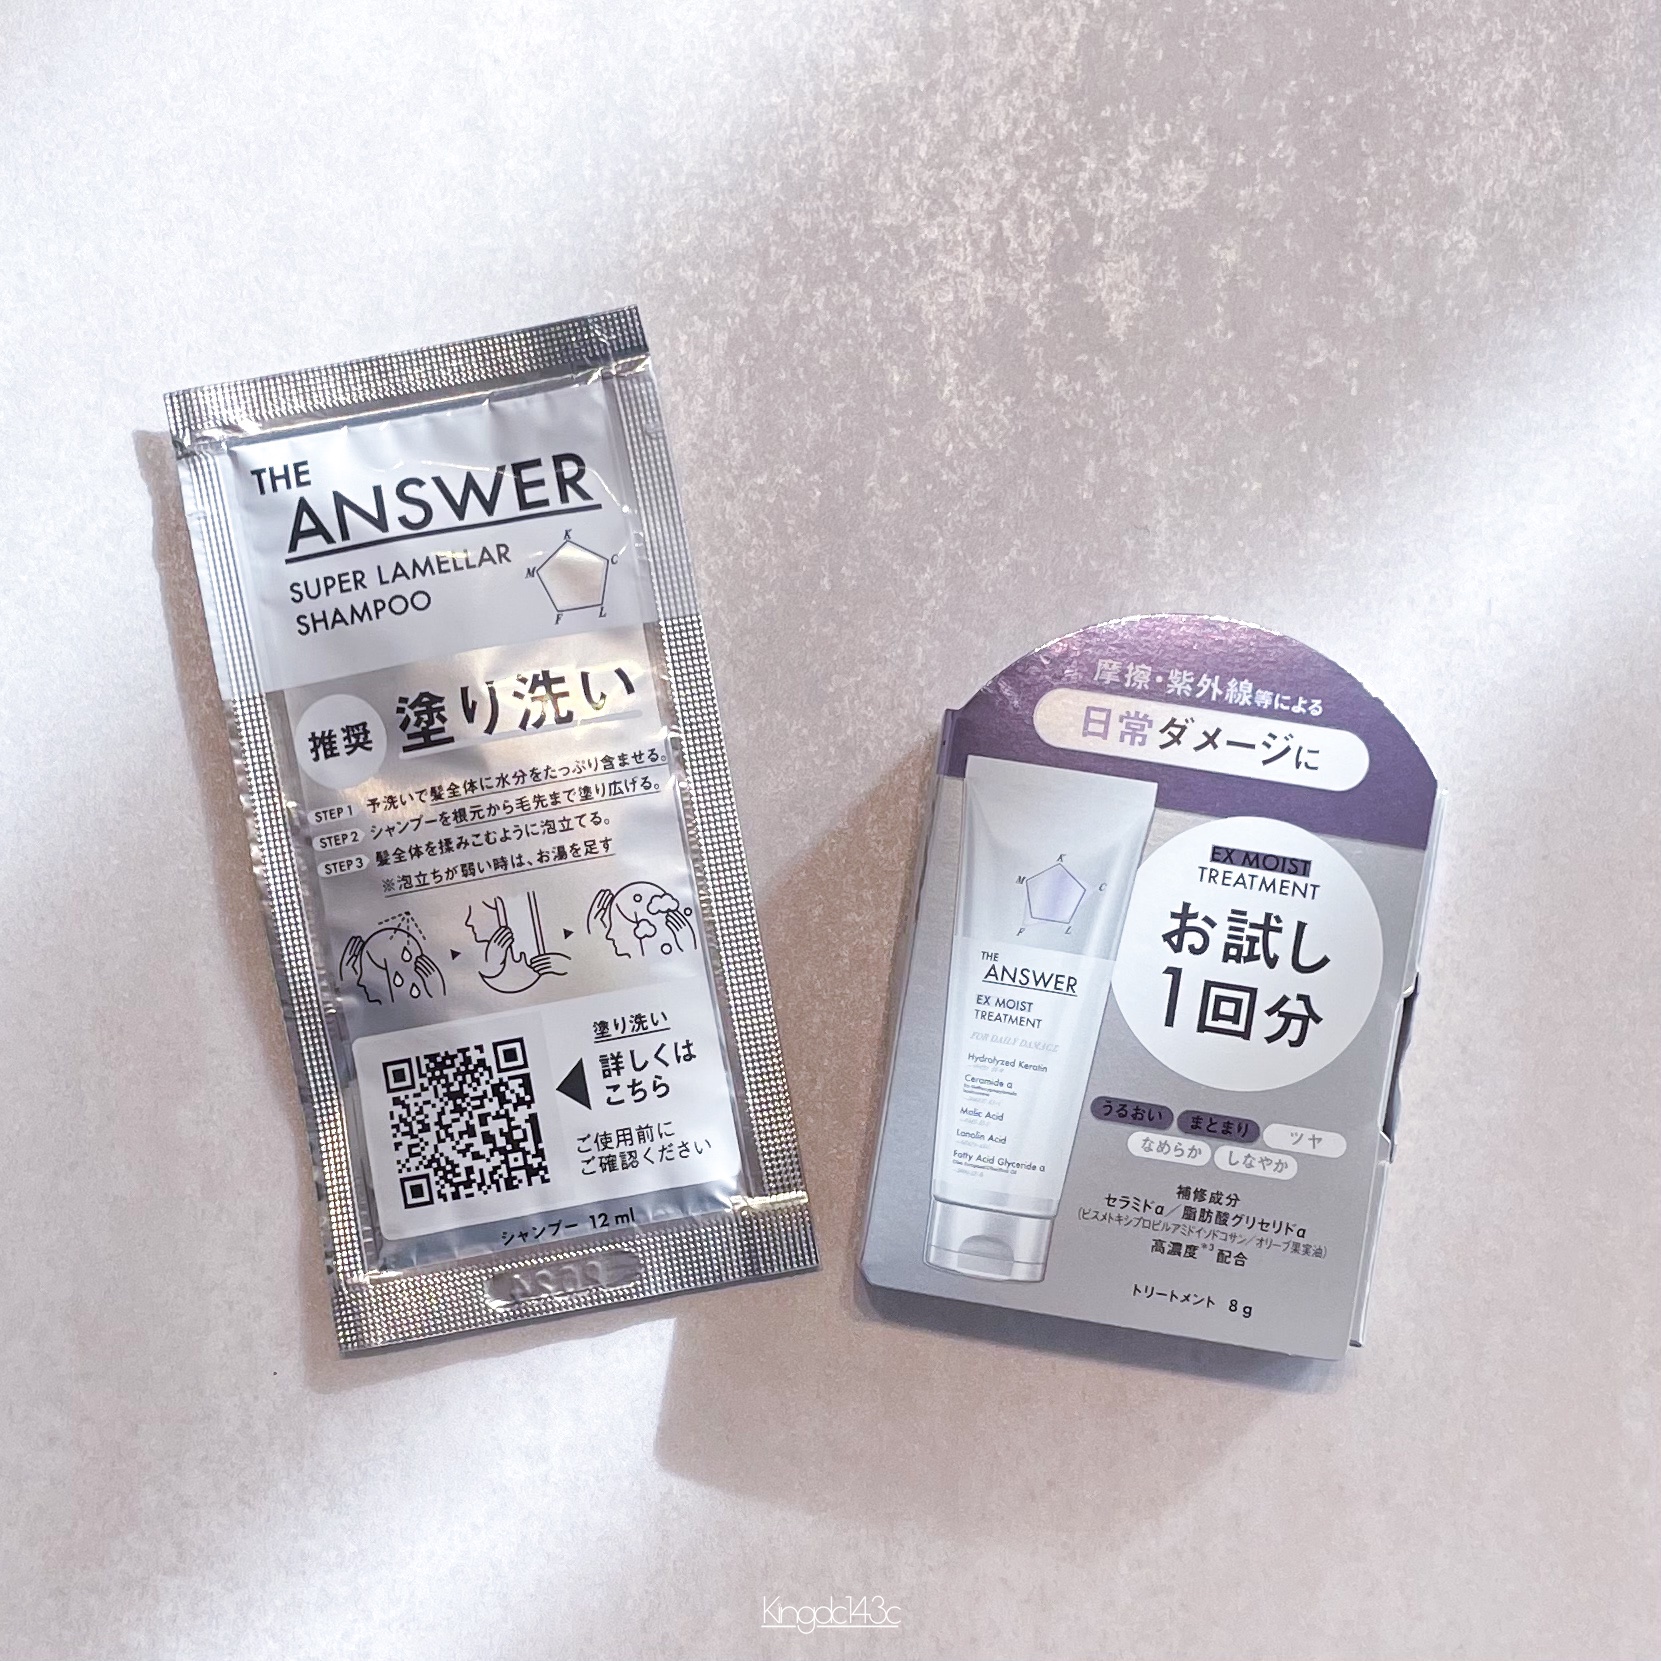 THE
ANSWER
SUPER LAMELLAR
SHAMPOO
K
M
C
F
L
推奨
塗り洗い
STEP 1 予洗いで髪全体に水分をたっぷり含ませる。
STEP 2 シャンプーを根元から毛先まで塗り広げる。
STEP 3 髪全体を揉みこむように泡立てる。
※泡立ちが弱い時は、お湯を足す
塗り洗い
詳しくは
こちら
ご使用前に
ご確認ください
シャンプー 12 ml
摩擦・紫外線等による
日常ダメージに
EX MOIST
TREATMENT
お試し
1回分
K
M
C
F
L
THE
ANSWER
EX MOIST
TREATMENT
FOR DAILY DAMAGE
Hydrolyzed Keratin
Ceramide α
Malic Acid
Lanolin Acid
Fatty Acid Glyceride α
うるおい まとまり ツヤ
なめらか しなやか
補修成分
セラミドα／脂肪酸グリセリドα
(ビスメトキシプロピルアミドイソドコサン／オリーブ果実油)
高濃度※3配合
トリートメント 8 g
Kingdc143c